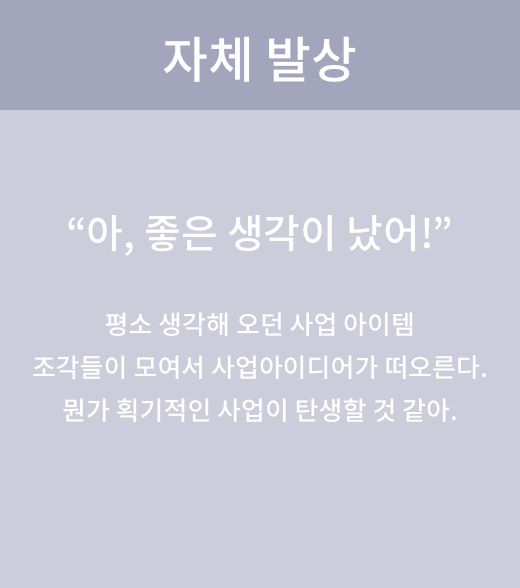 자체 발상
“아, 좋은 생각이 났어!”
평소 생각해 오던 사업 아이템
조각들이 모여서 사업아이디어가 떠오른다.
뭔가 획기적인 사업이 탄생할 것 같아.